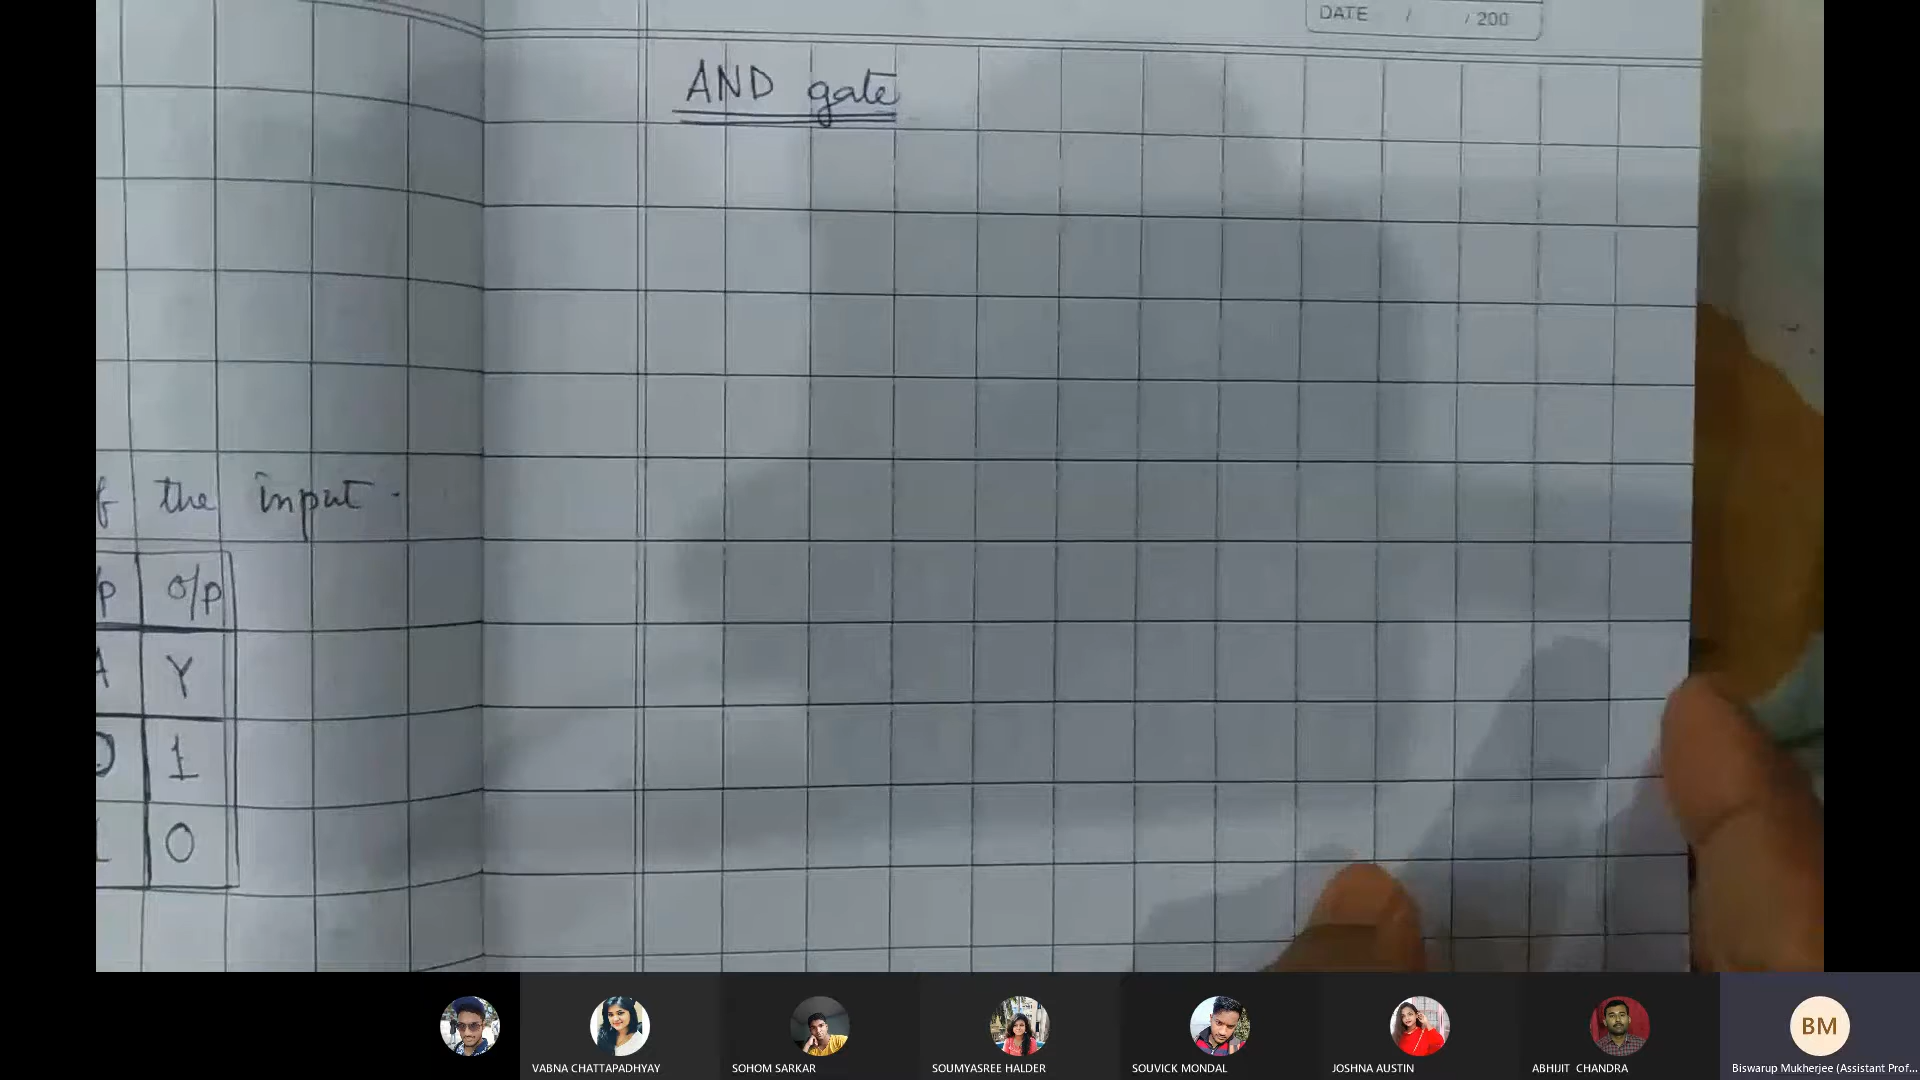 DATE / / 200
AND gate
the input.
o/p
A Y
0 1
0
VABNA CHATTAPADHYAY
SOHOM SARKAR
SOUMYASREE HALDER
SOUVICK MONDAL
JOSHNA AUSTIN
ABHIJIT CHANDRA
BM
Biswarup Mukherjee (Assistant Prof...